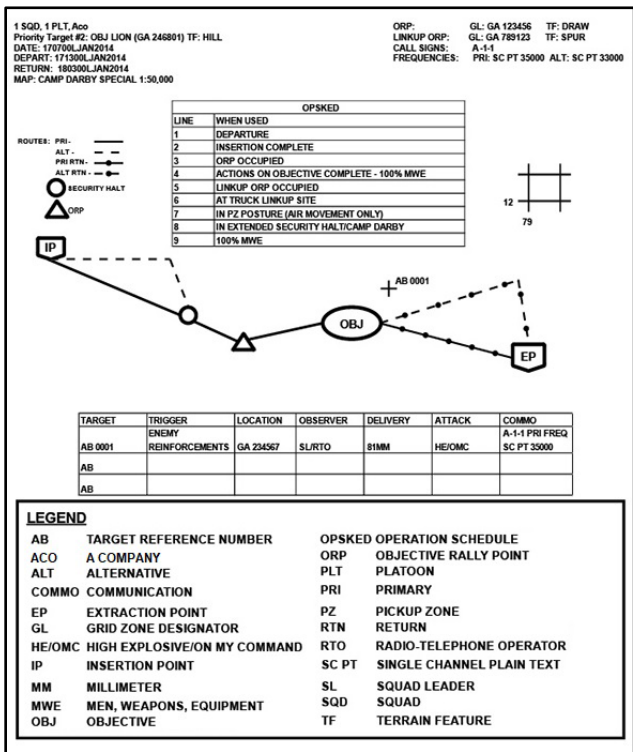 1 SQD, 1 PLT, Aco
Priority Target #2: OBJ LION (GA 246801) TF: HILL
DATE: 170700LJAN2014
DEPART: 171300LJAN2014
RETURN: 180300LJAN2014
MAP: CAMP DARBY SPECIAL 1:50,000
ORP: GL: GA 123456 TF: DRAW
LINKUP ORP: GL: GA 789123 TF: SPUR
CALL SIGNS: A-1-1
FREQUENCIES: PRI: SC PT 35000 ALT: SC PT 33000
OPSKED
LINE WHEN USED
1 DEPARTURE
2 INSERTION COMPLETE
3 ORP OCCUPIED
4 ACTIONS ON OBJECTIVE COMPLETE - 100% MWE
5 LINKUP ORP OCCUPIED
6 AT TRUCK LINKUP SITE
7 IN PZ POSTURE (AIR MOVEMENT ONLY)
8 IN EXTENDED SECURITY HALT/CAMP DARBY
9 100% MWE
ROUTES: PRI -
ALT -
PRI RTN -
ALT RTN -
SECURITY HALT
ORP
12
79
IP
AB 0001
OBJ
EP
TARGET TRIGGER LOCATION OBSERVER DELIVERY ATTACK COMMO
AB 0001 ENEMY REINFORCEMENTS GA 234567 SL/RTO 81MM HE/OMC A-1-1 PRI FREQ SC PT 35000
AB
AB
LEGEND
AB TARGET REFERENCE NUMBER
ACO A COMPANY
ALT ALTERNATIVE
COMMO COMMUNICATION
EP EXTRACTION POINT
GL GRID ZONE DESIGNATOR
HE/OMC HIGH EXPLOSIVE/ON MY COMMAND
IP INSERTION POINT
MM MILLIMETER
MWE MEN, WEAPONS, EQUIPMENT
OBJ OBJECTIVE
OPSKED OPERATION SCHEDULE
ORP OBJECTIVE RALLY POINT
PLT PLATOON
PRI PRIMARY
PZ PICKUP ZONE
RTN RETURN
RTO RADIO-TELEPHONE OPERATOR
SC PT SINGLE CHANNEL PLAIN TEXT
SL SQUAD LEADER
SQD SQUAD
TF TERRAIN FEATURE